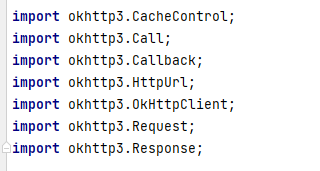 import okhttp3.CacheControl;
import okhttp3.Call;
import okhttp3.Callback;
import okhttp3.HttpUrl;
import okhttp3.OkHttpClient;
import okhttp3.Request;
import okhttp3.Response;